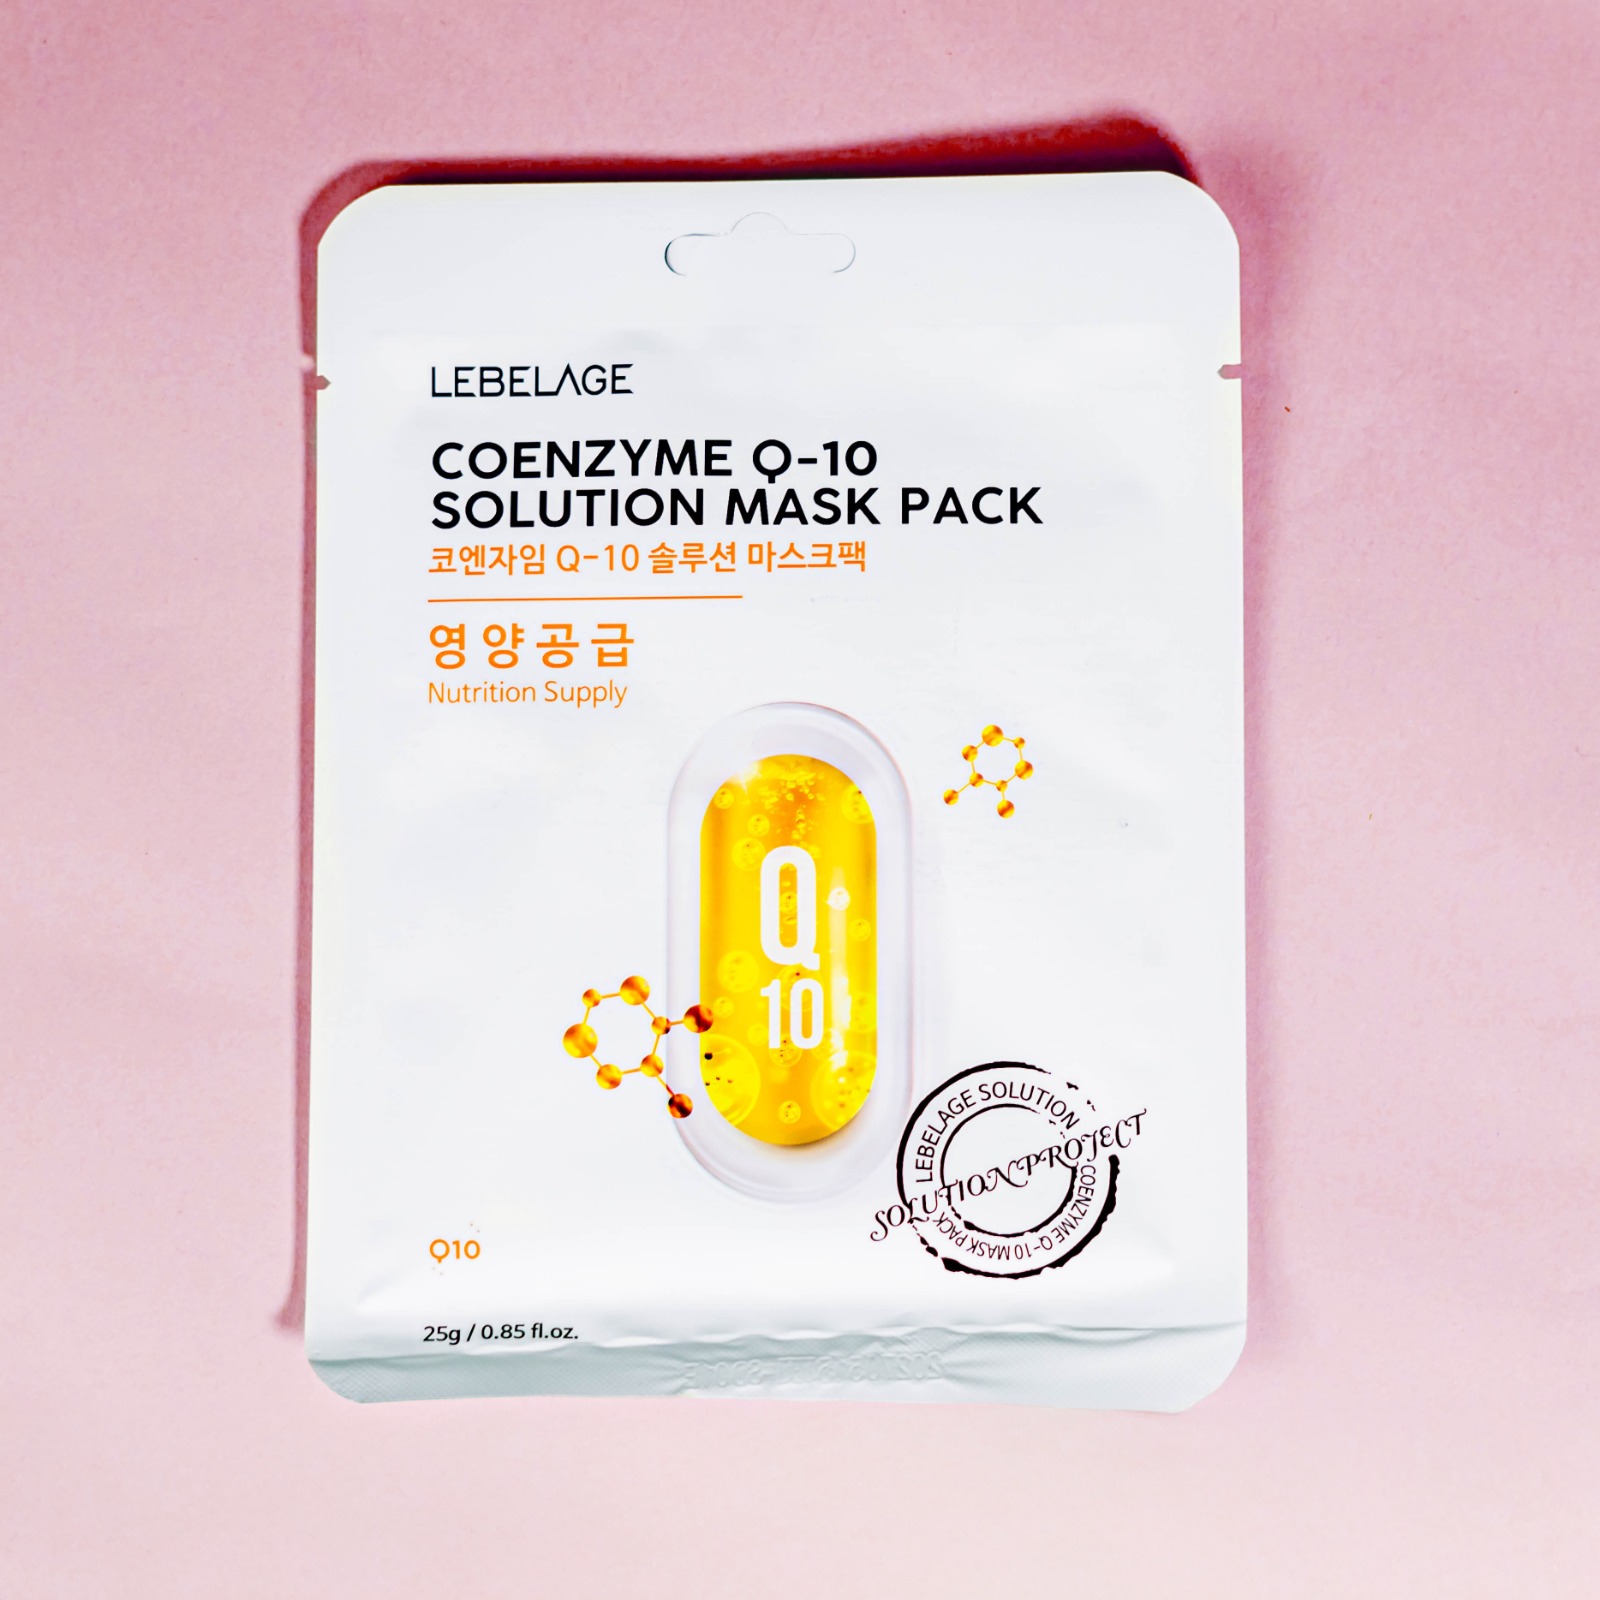 LEBELAGE
COENZYME Q-10
SOLUTION MASK PACK
코엔자임 Q-10 솔루션 마스크팩
영양공급
Nutrition Supply
Q
10
LEBELAGE SOLUTION
SOLUTION PROJECT
COENZYME Q-10 MASK PACK
Q10
25g / 0.85 fl.oz.